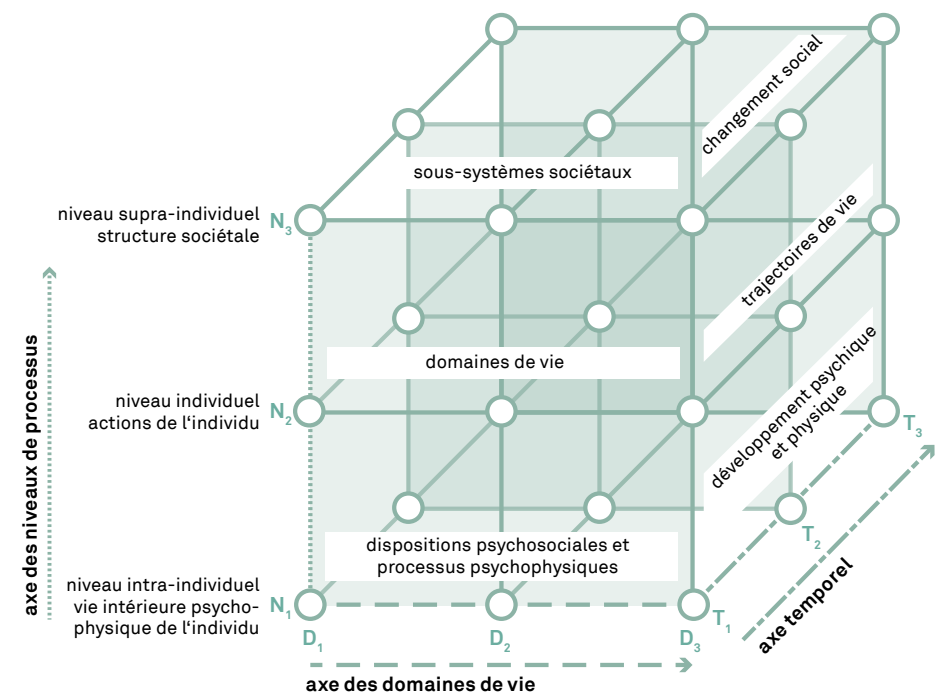 changement social
sous-systèmes sociétaux
niveau supra-individuel
structure sociétale
N3
trajectoires de vie
domaines de vie
niveau individuel
actions de l‘individu
N2
développement psychique
et physique
T3
T2
dispositions psychosociales et
processus psychophysiques
niveau intra-individuel
vie intérieure psycho-
physique de l‘individu
N1
T1
D1
D2
D3
axe des niveaux de processus
axe temporel
axe des domaines de vie